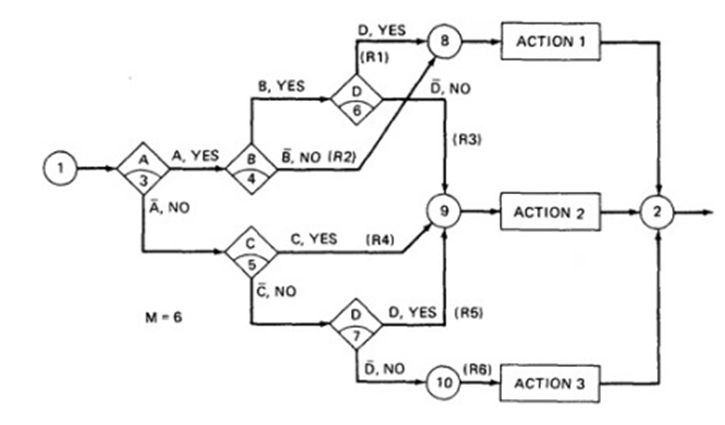 D, YES
8
ACTION 1
(R1)
B, YES
D
6
D̅, NO
(R3)
1
A
3
A, YES
B
4
B̅, NO (R2)
A̅, NO
9
ACTION 2
2
C
5
C, YES (R4)
C̅, NO
M = 6
D
7
D, YES (R5)
D̅, NO
10
(R6)
ACTION 3